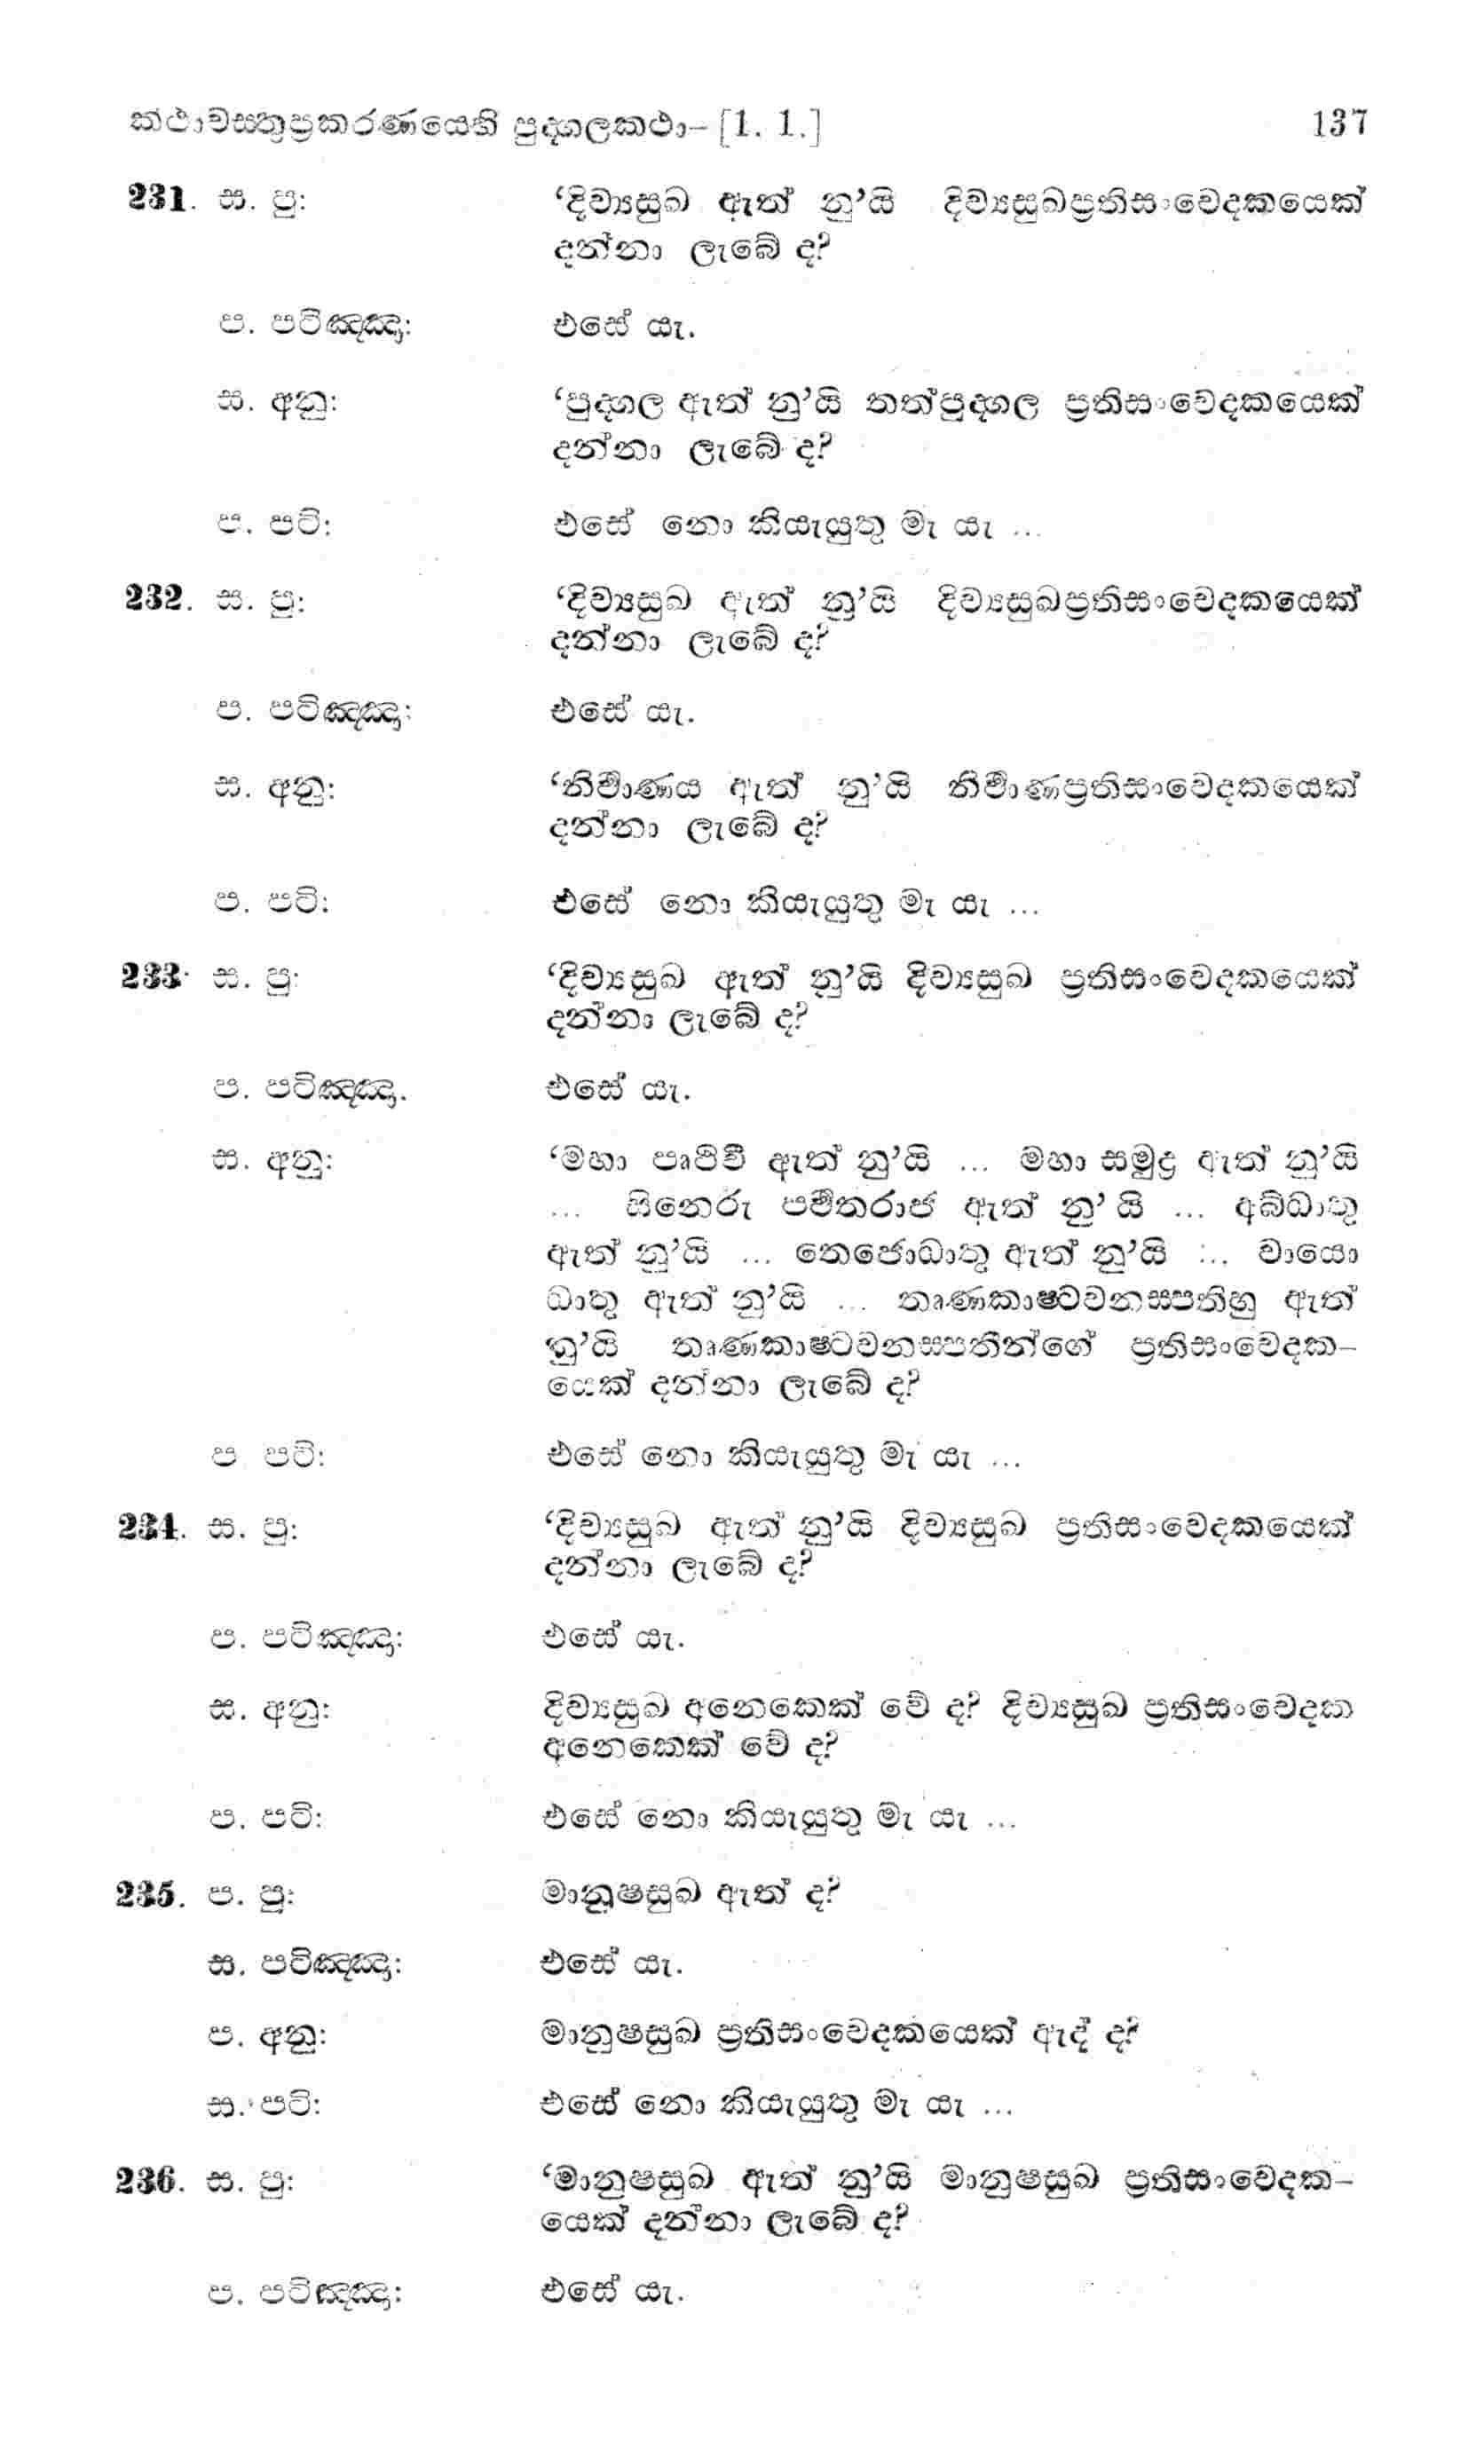 කථාවස්තුප්‍රකරණයෙහි පුද්ගලකථා–[1. 1.] 137
231. ස. පු: ‘දිව්‍යසුඛ ඇත් නු’යි දිව්‍යසුඛප්‍රතිසංවෙදකයෙක්
දන්නා ලැබේ ද?
ප. පටිඤ්ඤා: එසේ යැ.
ස. අනු: ‘පුද්ගල ඇත් නු’යි තත්පුද්ගල ප්‍රතිසංවෙදකයෙක්
දන්නා ලැබේ ද?
ප. පටි: එසේ නො කියැයුතු මැ යැ ...
232. ස. පු: ‘දිව්‍යසුඛ ඇත් නු’යි දිව්‍යසුඛප්‍රතිසංවෙදකයෙක්
දන්නා ලැබේ ද?
ප. පටිඤ්ඤා: එසේ යැ.
ස. අනු: ‘නිර්‍වාණය ඇත් නු’යි නිර්‍වාණප්‍රතිසංවෙදකයෙක්
දන්නා ලැබේ ද?
ප. පටි: එසේ නො කියැයුතු මැ යැ ...
233. ස. පු: ‘දිව්‍යසුඛ ඇත් නු’යි දිව්‍යසුඛ ප්‍රතිසංවෙදකයෙක්
දන්නා ලැබේ ද?
ප. පටිඤ්ඤා. එසේ යැ.
ස. අනු: ‘මහා පෘථිවී ඇත් නු’යි ... මහා සමුද්‍ර ඇත් නු’යි
... සිනෙරු පර්‍වතරාජ ඇත් නු’යි ... අබ්ධාතු
ඇත් නු’යි ... තෙජොධාතු ඇත් නු’යි ... වායො
ධාතු ඇත් නු’යි ... තෘණකාෂ්ටවනස්පතිහු ඇත්
නු’යි තෘණකාෂ්ටවනස්පතීන්ගේ ප්‍රතිසංවෙදක–
යෙක් දන්නා ලැබේ ද?
ප පටි: එසේ නො කියැයුතු මැ යැ ...
234. ස. පු: ‘දිව්‍යසුඛ ඇත් නු’යි දිව්‍යසුඛ ප්‍රතිසංවෙදකයෙක්
දන්නා ලැබේ ද?
ප. පටිඤ්ඤා: එසේ යැ.
ස. අනු: දිව්‍යසුඛ අනෙකෙක් වේ ද? දිව්‍යසුඛ ප්‍රතිසංවෙදක
අනෙකෙක් වේ ද?
ප. පටි: එසේ නො කියැයුතු මැ යැ ...
235. ප. පු: මානුෂසුඛ ඇත් ද?
ස. පටිඤ්ඤා: එසේ යැ.
ප. අනු: මානුෂසුඛ ප්‍රතිසංවෙදකයෙක් ඇද් ද?
ස. පටි: එසේ නො කියැයුතු මැ යැ ...
236. ස. පු: ‘මානුෂසුඛ ඇත් නු’යි මානුෂසුඛ ප්‍රතිසංවෙදක–
යෙක් දන්නා ලැබේ ද?
ප. පටිඤ්ඤා: එසේ යැ.